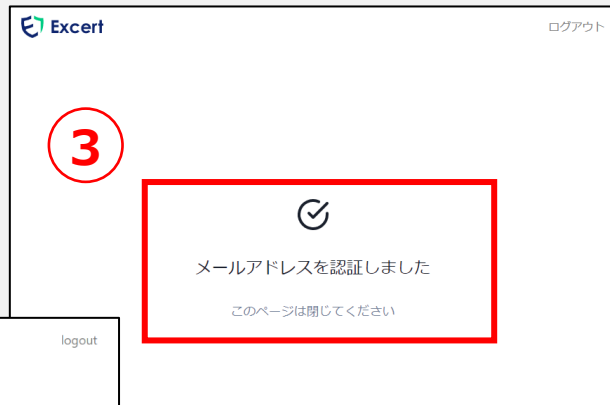 Excert
ログアウト
3
メールアドレスを認証しました
このページは閉じてください
logout